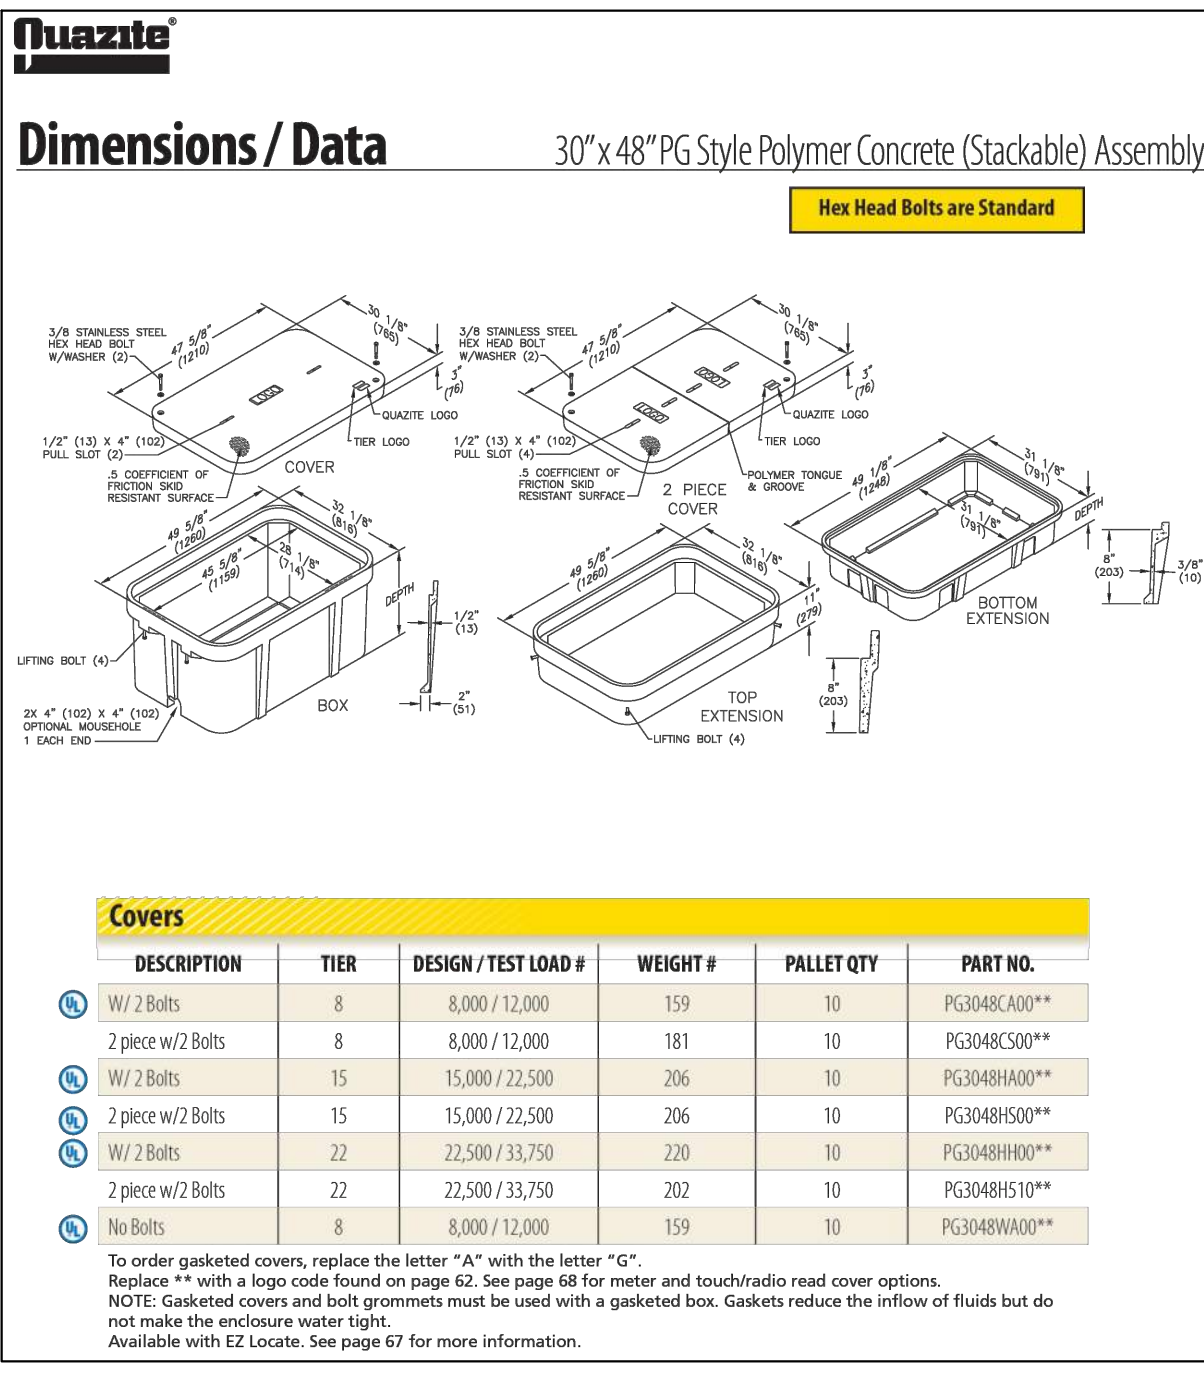 Quazite®
Dimensions / Data
30” x 48” PG Style Polymer Concrete (Stackable) Assembly
Hex Head Bolts are Standard
3/8 STAINLESS STEEL
HEX HEAD BOLT
W/WASHER (2)
47 5/8"
(1210)
30 1/8"
(765)
3"
(76)
LOGO
QUAZITE LOGO
TIER LOGO
1/2" (13) X 4" (102)
PULL SLOT (2)
.5 COEFFICIENT OF
FRICTION SKID
RESISTANT SURFACE
COVER
3/8 STAINLESS STEEL
HEX HEAD BOLT
W/WASHER (2)
47 5/8"
(1210)
30 1/8"
(765)
3"
(76)
LOGO
LOGO
QUAZITE LOGO
TIER LOGO
1/2" (13) X 4" (102)
PULL SLOT (4)
.5 COEFFICIENT OF
FRICTION SKID
RESISTANT SURFACE
POLYMER TONGUE
& GROOVE
2 PIECE
COVER
49 5/8"
(1260)
32 1/8"
(816)
45 5/8"
(1159)
28 1/8"
(714)
DEPTH
1/2"
(13)
2"
(51)
LIFTING BOLT (4)
2X 4" (102) X 4" (102)
OPTIONAL MOUSEHOLE
1 EACH END
BOX
49 5/8"
(1260)
32 1/8"
(816)
11"
(279)
8"
(203)
TOP
EXTENSION
LIFTING BOLT (4)
49 1/8"
(1248)
31 1/8"
(791)
31 1/8"
(791)
DEPTH
8"
(203)
3/8"
(10)
BOTTOM
EXTENSION
Covers
DESCRIPTION TIER DESIGN / TEST LOAD # WEIGHT # PALLET QTY PART NO.
UL W/ 2 Bolts 8 8,000 / 12,000 159 10 PG3048CA00**
2 piece w/2 Bolts 8 8,000 / 12,000 181 10 PG3048CS00**
UL W/ 2 Bolts 15 15,000 / 22,500 206 10 PG3048HA00**
UL 2 piece w/2 Bolts 15 15,000 / 22,500 206 10 PG3048HS00**
UL W/ 2 Bolts 22 22,500 / 33,750 220 10 PG3048HH00**
2 piece w/2 Bolts 22 22,500 / 33,750 202 10 PG3048H510**
UL No Bolts 8 8,000 / 12,000 159 10 PG3048WA00**
To order gasketed covers, replace the letter “A” with the letter “G”.
Replace ** with a logo code found on page 62. See page 68 for meter and touch/radio read cover options.
NOTE: Gasketed covers and bolt grommets must be used with a gasketed box. Gaskets reduce the inflow of fluids but do
not make the enclosure water tight.
Available with EZ Locate. See page 67 for more information.